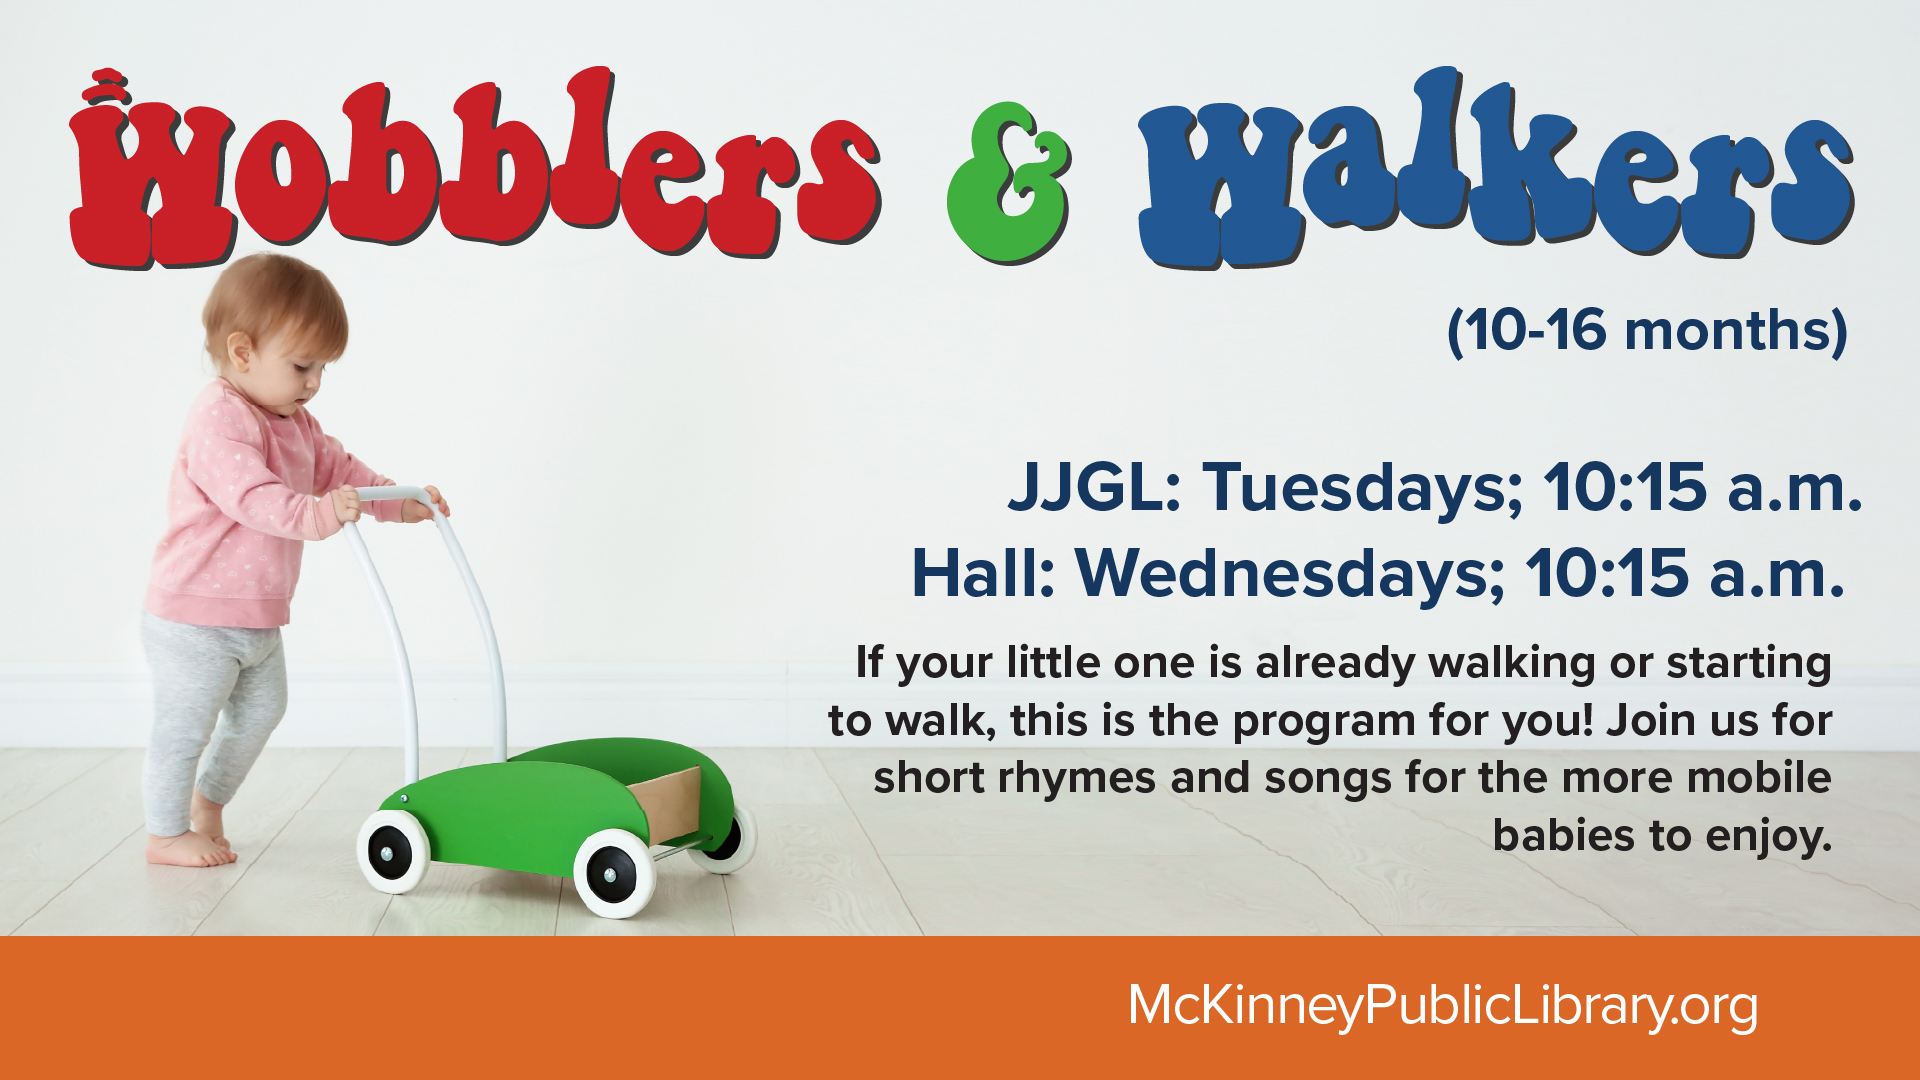 Wobblers & Walkers
(10-16 months)
JJGL: Tuesdays; 10:15 a.m.
Hall: Wednesdays; 10:15 a.m.
If your little one is already walking or starting
to walk, this is the program for you! Join us for
short rhymes and songs for the more mobile
babies to enjoy.
McKinneyPublicLibrary.org